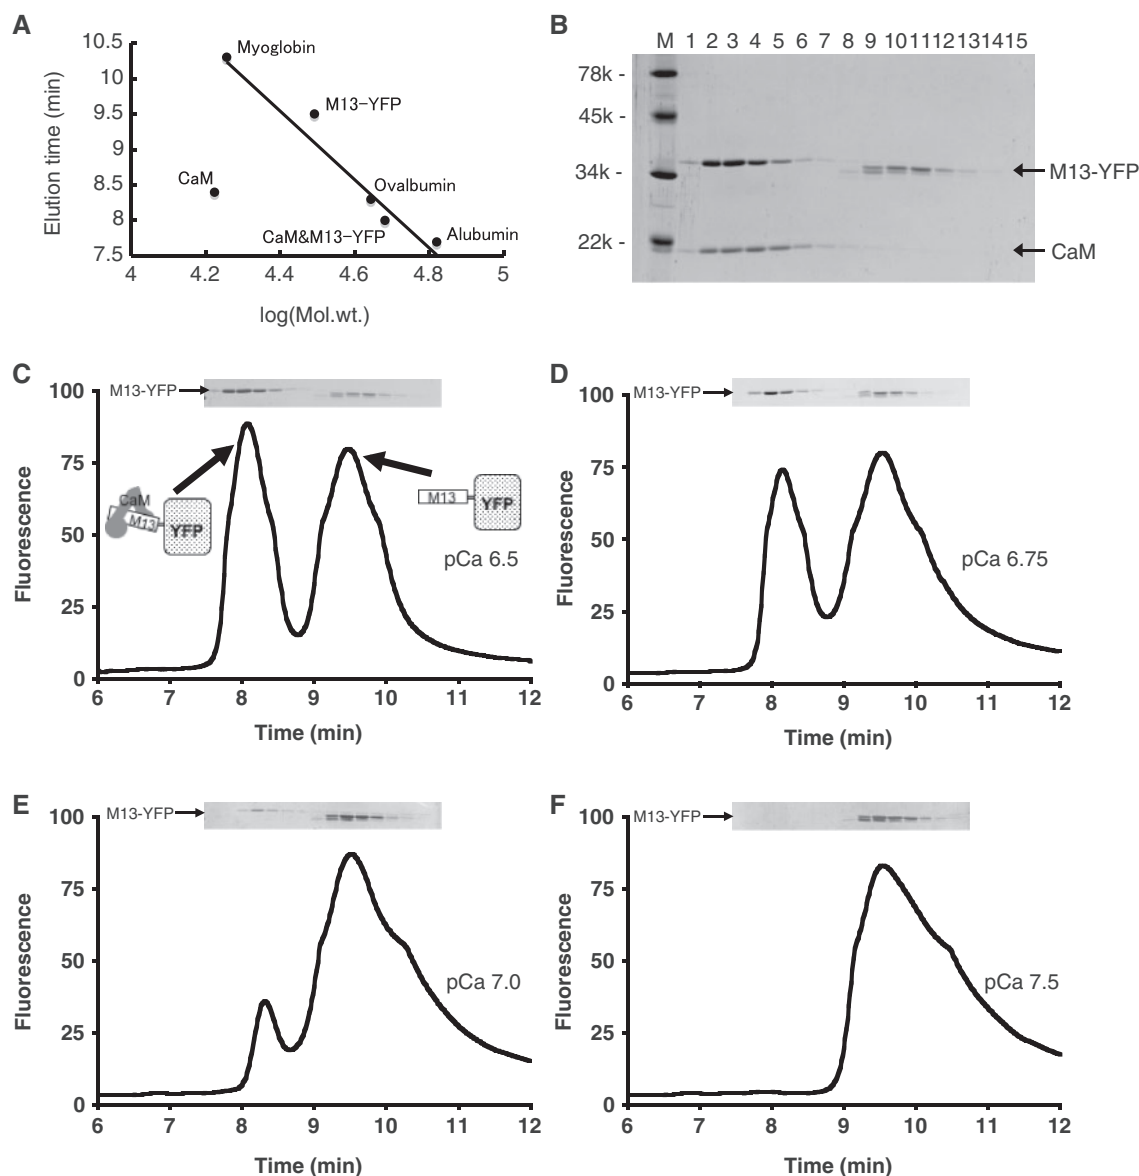 A
10.5
10
9.5
9
8.5
8
7.5
Elution time (min)
Myoglobin
M13-YFP
CaM
Ovalbumin
CaM&M13-YFP
Alubumin
4
4.2
4.4
4.6
4.8
5
log(Mol.wt.)
B
M 1 2 3 4 5 6 7 8 9 10 11 12 13 14 15
78k -
45k -
34k -
22k -
M13-YFP
CaM
C
M13-YFP
100
75
50
25
0
Fluorescence
CaM
M13
YFP
M13
YFP
pCa 6.5
6 7 8 9 10 11 12
Time (min)
D
M13-YFP
100
75
50
25
0
Fluorescence
pCa 6.75
6 7 8 9 10 11 12
Time (min)
E
M13-YFP
100
75
50
25
0
Fluorescence
pCa 7.0
6 7 8 9 10 11 12
Time (min)
F
M13-YFP
100
75
50
25
0
Fluorescence
pCa 7.5
6 7 8 9 10 11 12
Time (min)